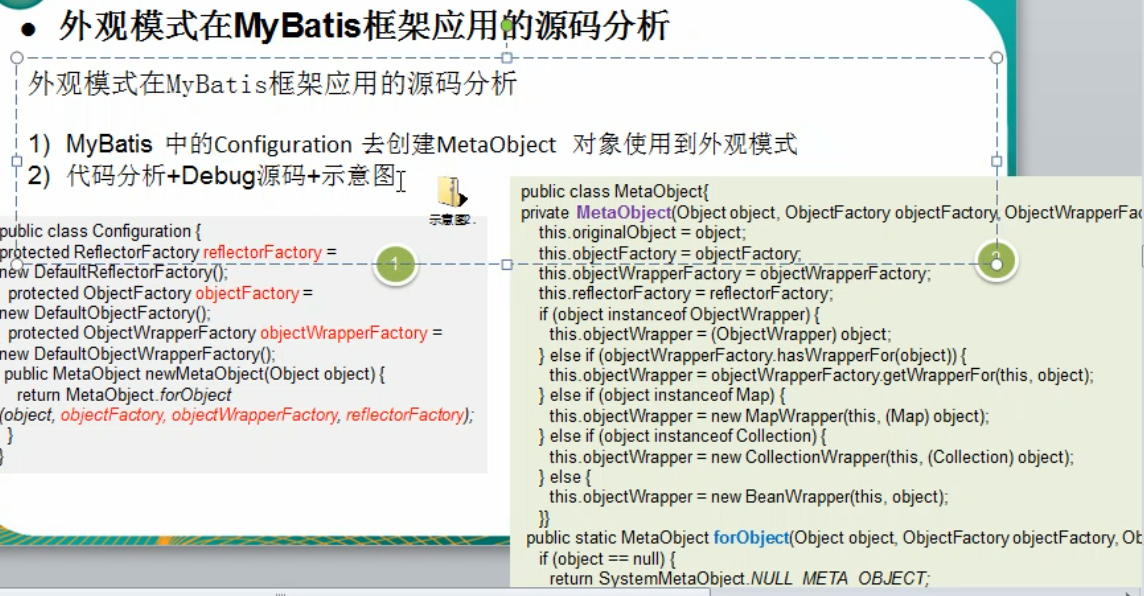 外观模式在MyBatis框架应用的源码分析
外观模式在MyBatis框架应用的源码分析
1) MyBatis 中的Configuration 去创建MetaObject 对象使用到外观模式
2) 代码分析+Debug源码+示意图
示意图2.
public class Configuration {
protected ReflectorFactory reflectorFactory =
new DefaultReflectorFactory();
protected ObjectFactory objectFactory =
new DefaultObjectFactory();
protected ObjectWrapperFactory objectWrapperFactory =
new DefaultObjectWrapperFactory();
public MetaObject newMetaObject(Object object) {
return MetaObject.forObject
(object, objectFactory, objectWrapperFactory, reflectorFactory);
}
}
1
public class MetaObject{
private MetaObject(Object object, ObjectFactory objectFactory, ObjectWrapperFac
this.originalObject = object;
this.objectFactory = objectFactory;
this.objectWrapperFactory = objectWrapperFactory;
this.reflectorFactory = reflectorFactory;
if (object instanceof ObjectWrapper) {
this.objectWrapper = (ObjectWrapper) object;
} else if (objectWrapperFactory.hasWrapperFor(object)) {
this.objectWrapper = objectWrapperFactory.getWrapperFor(this, object);
} else if (object instanceof Map) {
this.objectWrapper = new MapWrapper(this, (Map) object);
} else if (object instanceof Collection) {
this.objectWrapper = new CollectionWrapper(this, (Collection) object);
} else {
this.objectWrapper = new BeanWrapper(this, object);
}}
public static MetaObject forObject(Object object, ObjectFactory objectFactory, Ob
if (object == null) {
return SystemMetaObject.NULL_META_OBJECT;